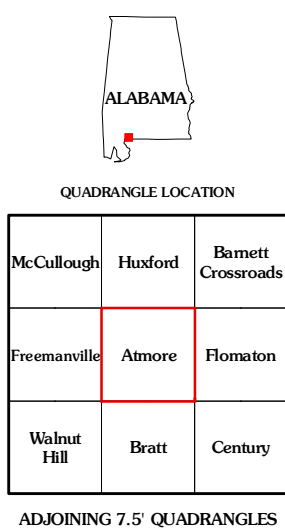 ALABAMA
QUADRANGLE LOCATION
McCullough
Huxford
Barnett
Crossroads
Freemanville
Atmore
Flomaton
Walnut
Hill
Bratt
Century
ADJOINING 7.5' QUADRANGLES